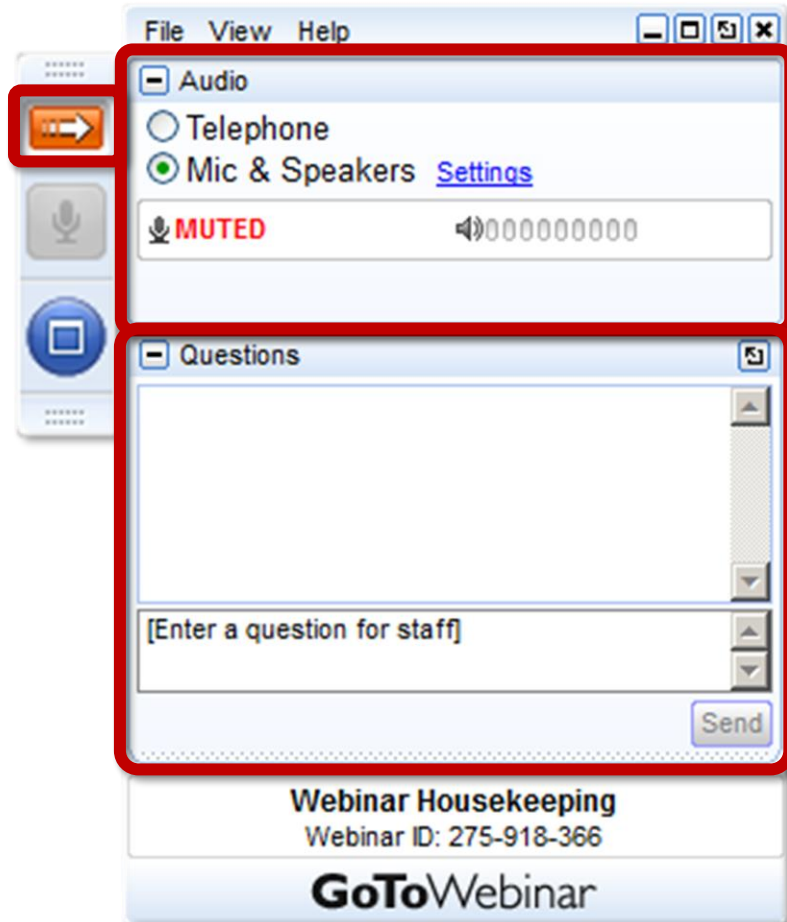 File View Help
Audio
Telephone
Mic & Speakers Settings
MUTED
Questions
[Enter a question for staff]
Send
Webinar Housekeeping
Webinar ID: 275-918-366
GoToWebinar